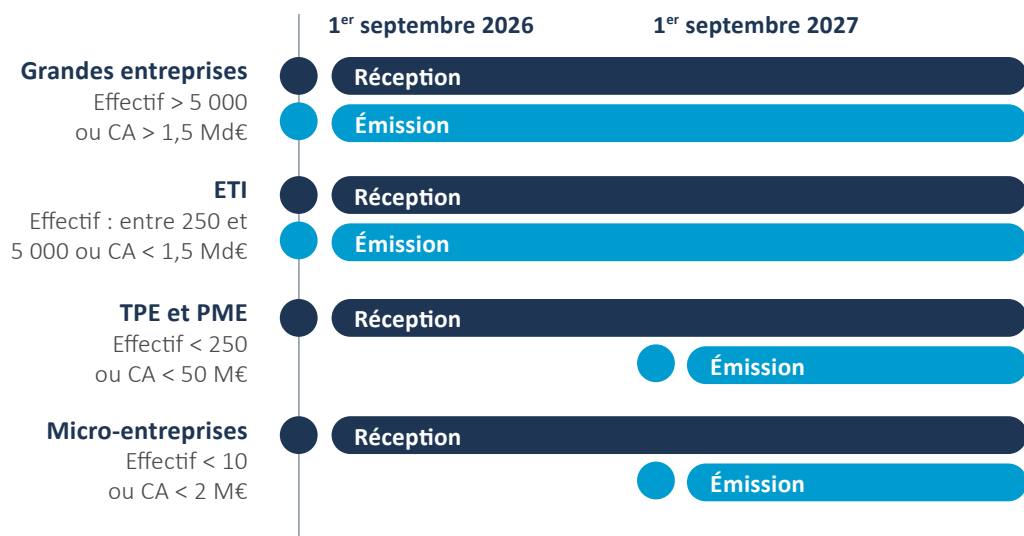 1er septembre 2026
1er septembre 2027
Grandes entreprises
Effectif > 5 000
ou CA > 1,5 Md€
Réception
Émission
ETI
Effectif : entre 250 et
5 000 ou CA < 1,5 Md€
Réception
Émission
TPE et PME
Effectif < 250
ou CA < 50 M€
Réception
Émission
Micro-entreprises
Effectif < 10
ou CA < 2 M€
Réception
Émission